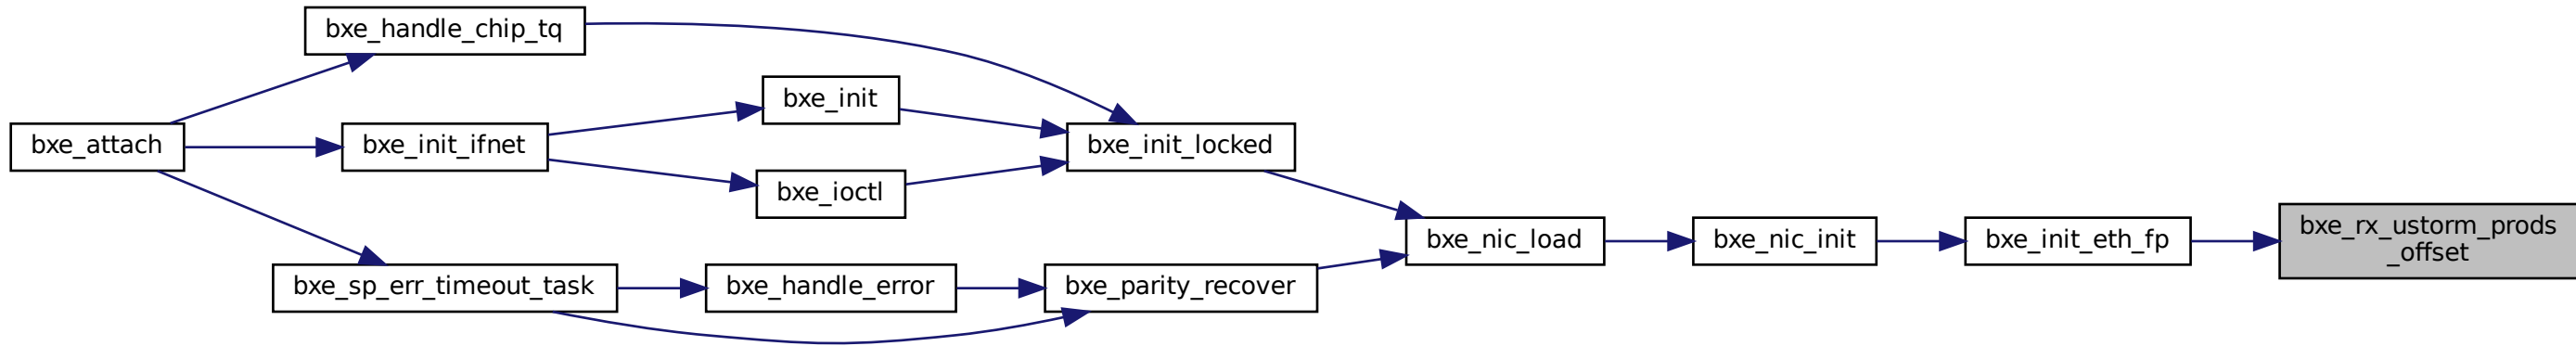 bxe_handle_chip_tq
bxe_init
bxe_attach
bxe_init_ifnet
bxe_init_locked
bxe_ioctl
bxe_rx_ustorm_prods
_offset
bxe_nic_load
bxe_nic_init
bxe_init_eth_fp
bxe_sp_err_timeout_task
bxe_handle_error
bxe_parity_recover